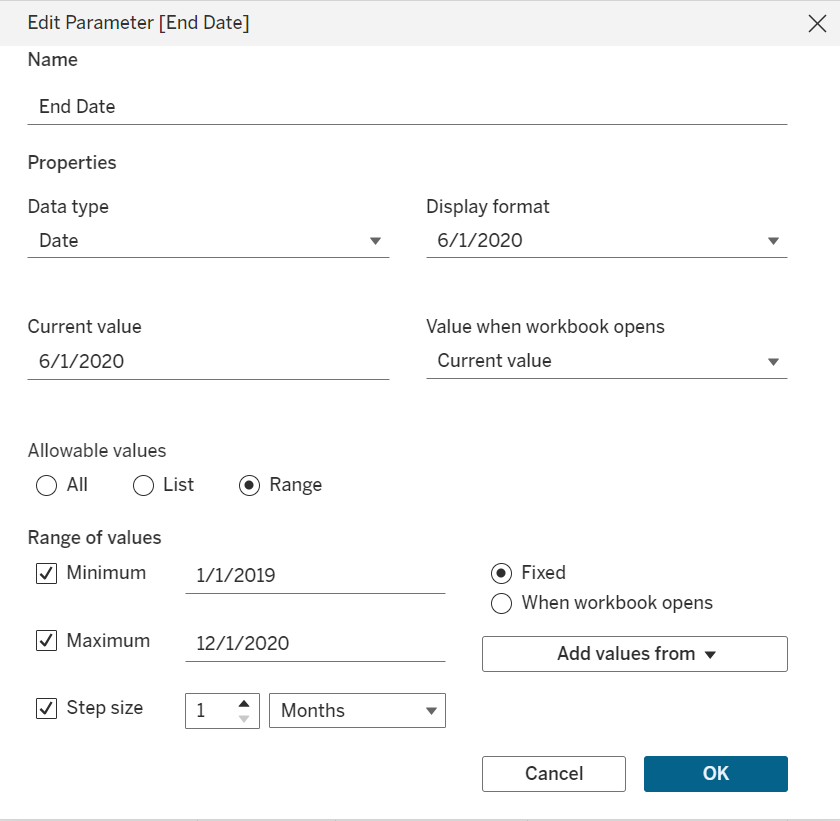 Edit Parameter [End Date]
Name
End Date
Properties
Data type
Display format
Date
6/1/2020
Current value
Value when workbook opens
6/1/2020
Current value
Allowable values
All
List
Range
Range of values
Minimum
1/1/2019
Fixed
When workbook opens
Maximum
12/1/2020
Add values from
Step size
1
Months
Cancel
OK